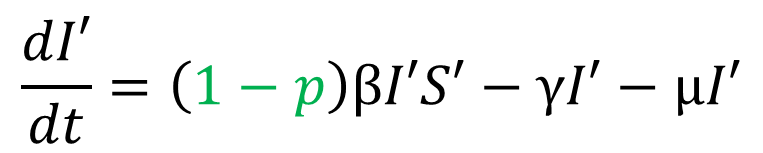 dI′/dt = (1 − p)βI′S′ − γI′ − μI′